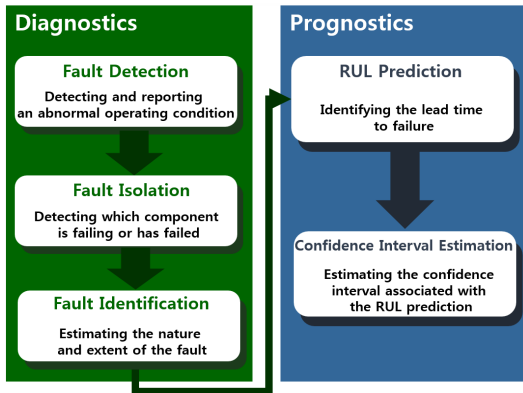 Diagnostics
Fault Detection
Detecting and reporting
an abnormal operating condition
Fault Isolation
Detecting which component
is failing or has failed
Fault Identification
Estimating the nature
and extent of the fault
Prognostics
RUL Prediction
Identifying the lead time
to failure
Confidence Interval Estimation
Estimating the confidence
interval associated with
the RUL prediction